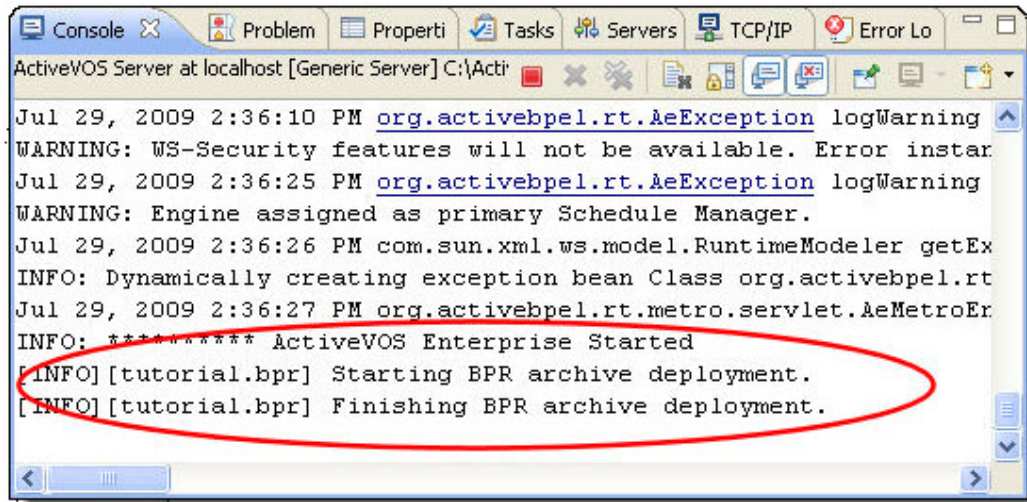 Console Problem Properti Tasks Servers TCP/IP Error Lo
ActiveVOS Server at localhost [Generic Server] C:\Acti
Jul 29, 2009 2:36:10 PM org.activebpel.rt.AeException logWarning
WARNING: WS-Security features will not be available. Error instan
Jul 29, 2009 2:36:25 PM org.activebpel.rt.AeException logWarning
WARNING: Engine assigned as primary Schedule Manager.
Jul 29, 2009 2:36:26 PM com.sun.xml.ws.model.RuntimeModeler getEx
INFO: Dynamically creating exception bean Class org.activebpel.rt
Jul 29, 2009 2:36:27 PM org.activebpel.rt.metro.servlet.AeMetroEr
INFO: ********** ActiveVOS Enterprise Started
[INFO][tutorial.bpr] Starting BPR archive deployment.
[INFO][tutorial.bpr] Finishing BPR archive deployment.